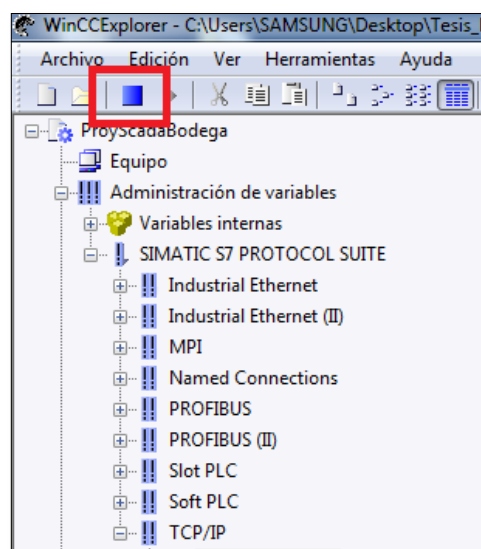 WinCCExplorer - C:\Users\SAMSUNG\Desktop\Tesis_
Archivo Edición Ver Herramientas Ayuda
ProyScadaBodega
Equipo
Administración de variables
Variables internas
SIMATIC S7 PROTOCOL SUITE
Industrial Ethernet
Industrial Ethernet (II)
MPI
Named Connections
PROFIBUS
PROFIBUS (II)
Slot PLC
Soft PLC
TCP/IP